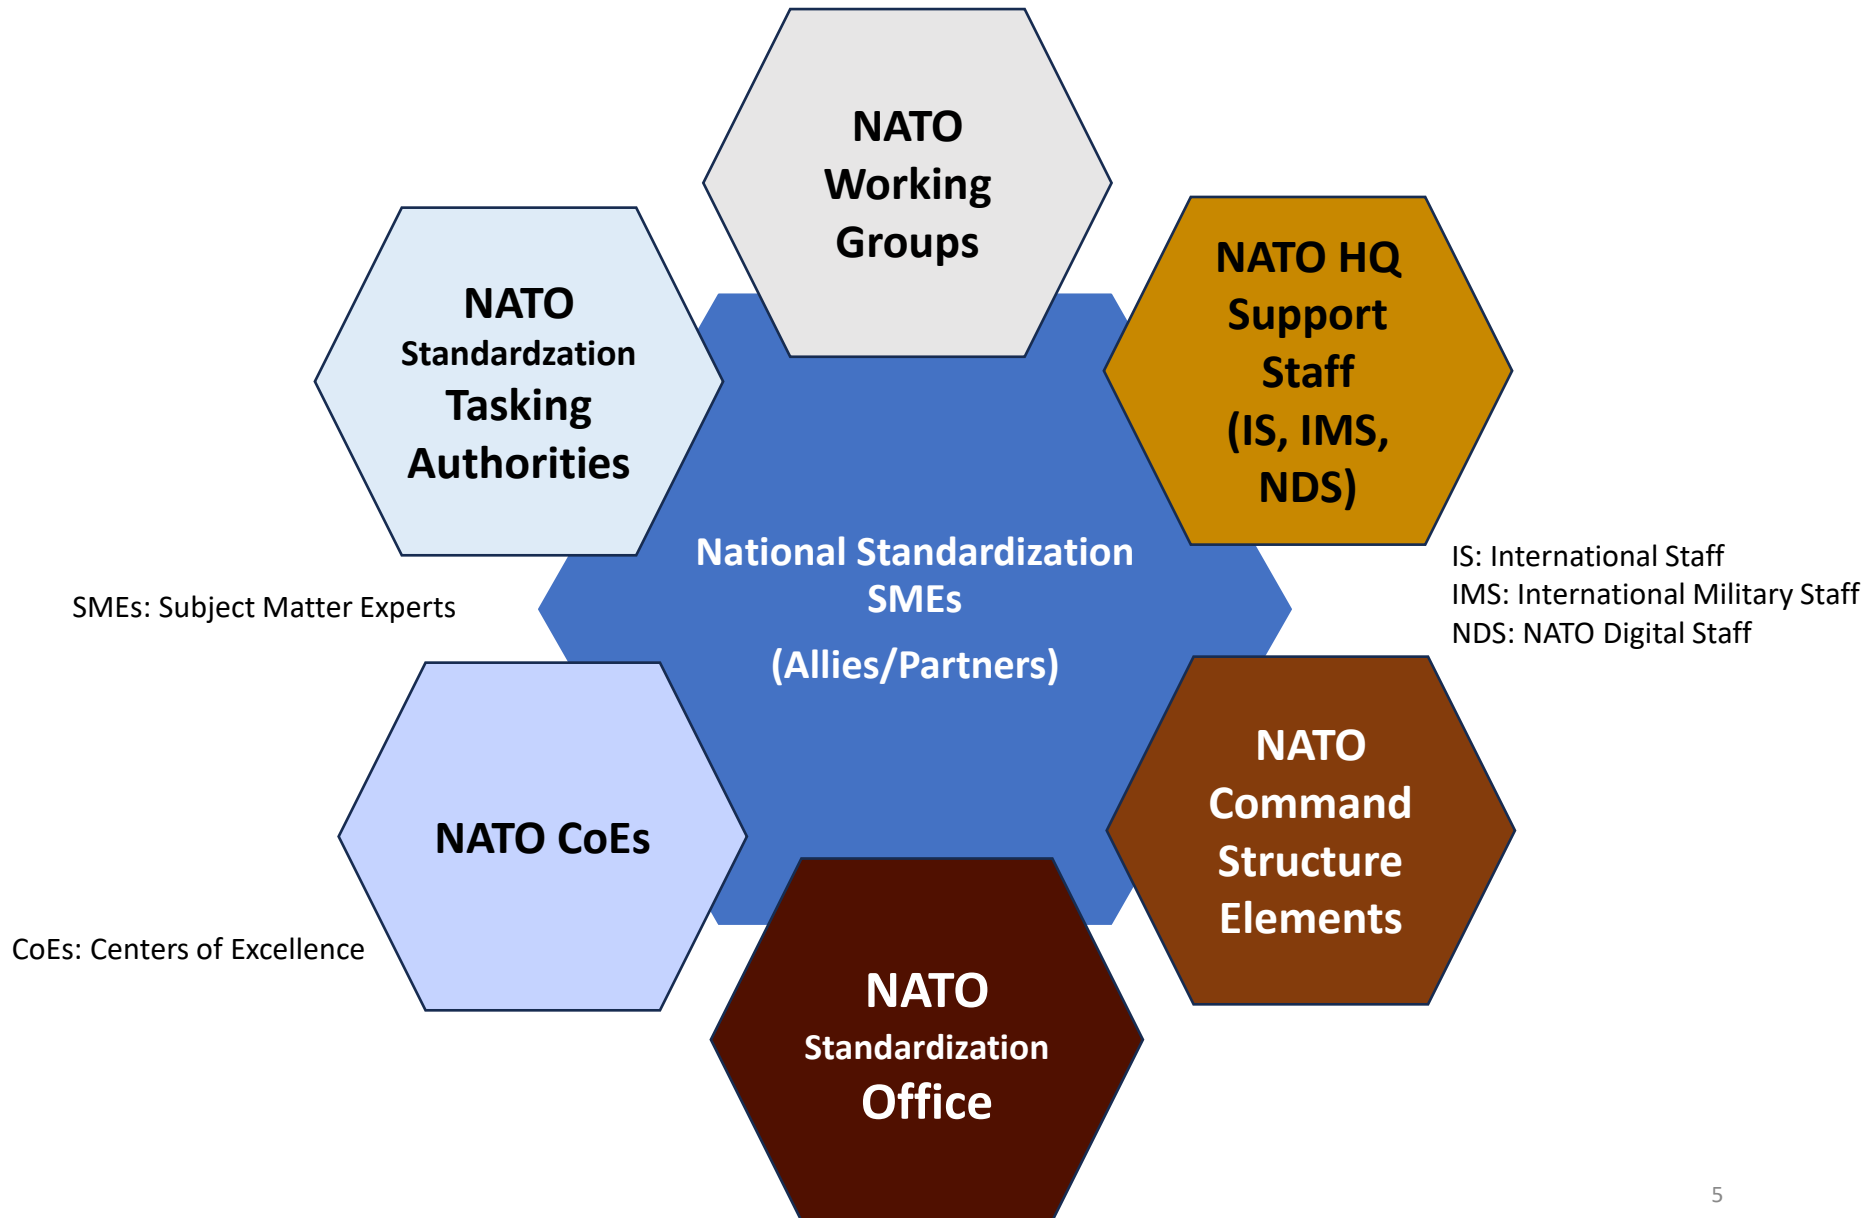 NATO
Working
Groups
NATO HQ
Support
Staff
(IS, IMS,
NDS)
NATO
Standardzation
Tasking
Authorities
National Standardization
SMEs
(Allies/Partners)
IS: International Staff
IMS: International Military Staff
NDS: NATO Digital Staff
SMEs: Subject Matter Experts
NATO
Command
Structure
Elements
NATO CoEs
CoEs: Centers of Excellence
NATO
Standardization
Office
5